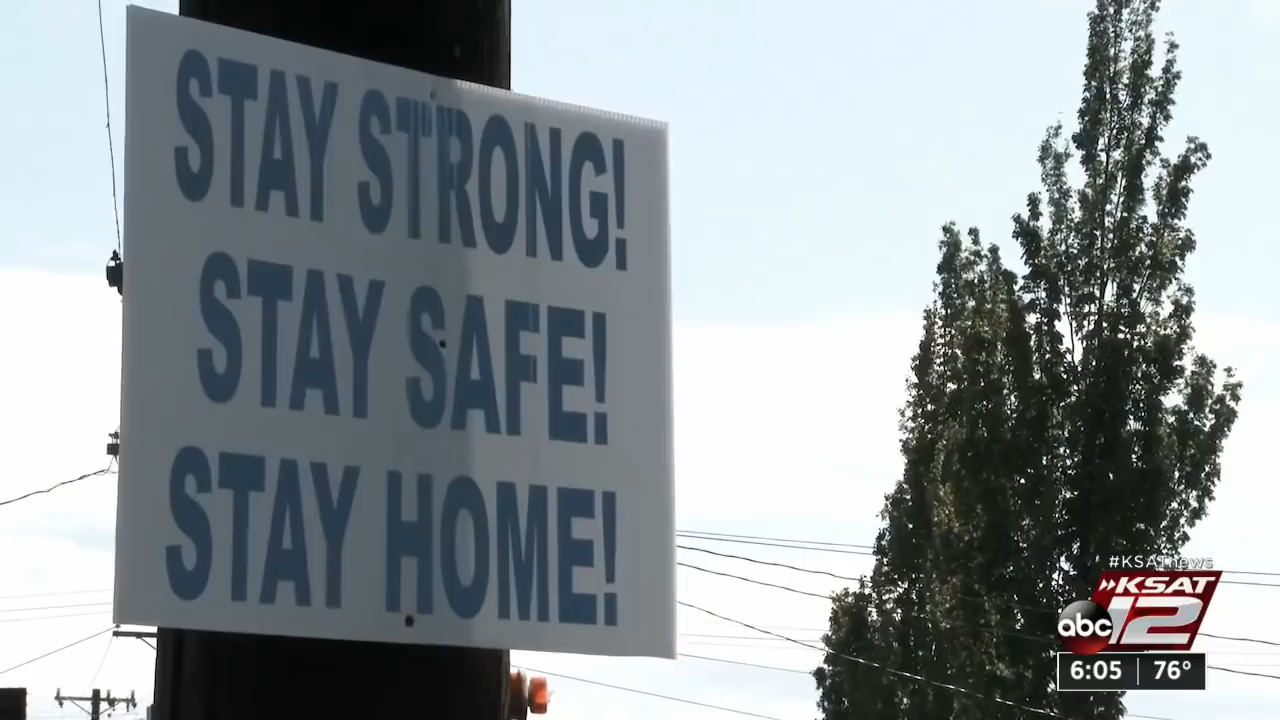 STAY STRONG!
STAY SAFE!
STAY HOME!
#KSATnews
KSAT
abc 12
6:05 76°